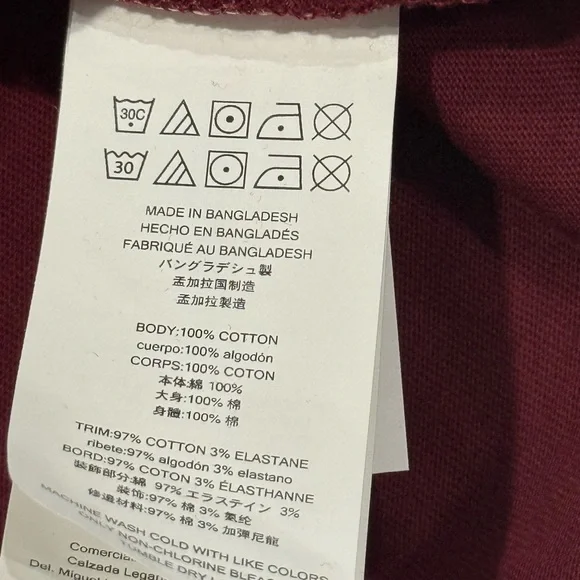 30C
30
MADE IN BANGLADESH
HECHO EN BANGLADÉS
FABRIQUÉ AU BANGLADESH
バングラデシュ製
孟加拉国制造
孟加拉製造
BODY:100% COTTON
cuerpo:100% algodón
CORPS:100% COTON
本体:綿 100%
大身:100% 棉
身體:100% 棉
TRIM:97% COTTON 3% ELASTANE
ribete:97% algodón 3% elastano
BORD:97% COTON 3% ÉLASTHANNE
装飾部分:綿 97% エラステイン 3%
装饰:97% 棉 3% 氨纶
修邊材料:97% 棉 3% 加彈尼龍
MACHINE WASH COLD WITH LIKE COLORS
ONLY NON-CHLORINE BLEA
TUMBLE DRY L
Comercia
Calzada Lega
Del. Migu